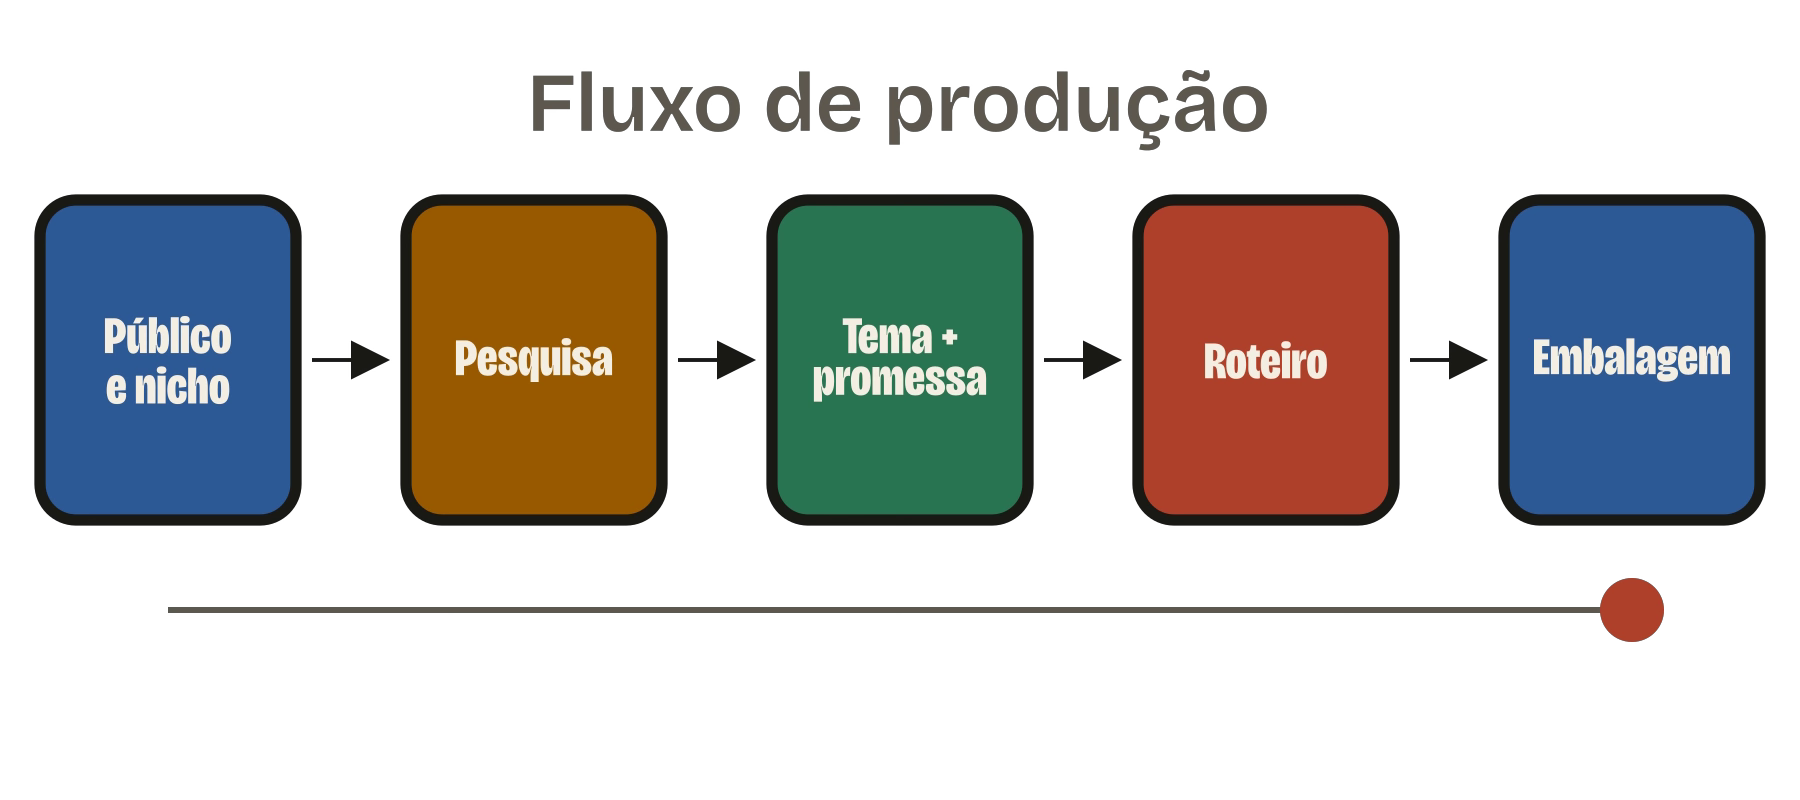 Fluxo de produção
Público
e nicho
Pesquisa
Tema +
promessa
Roteiro
Embalagem